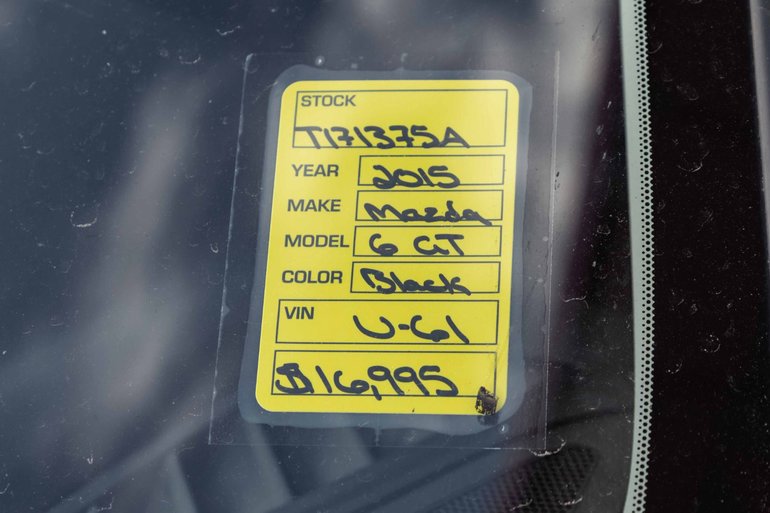 STOCK
T171375A
YEAR 2015
MAKE Mazda
MODEL 6 GT
COLOR Black
VIN U-61
$16,995